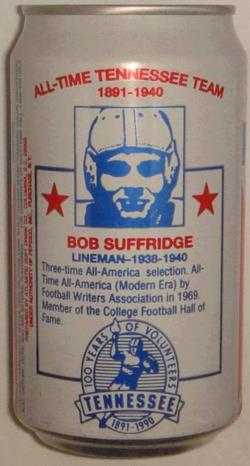 ALL-TIME TENNESSEE TEAM
1891-1940
BOB SUFFRIDGE
LINEMAN–1938-1940
Three-time All-America selection. All-
Time All-America (Modern Era) by
Football Writers Association in 1969.
Member of the College Football Hall of
Fame.
100 YEARS OF VOLUNTEERS
TENNESSEE
1891-1990